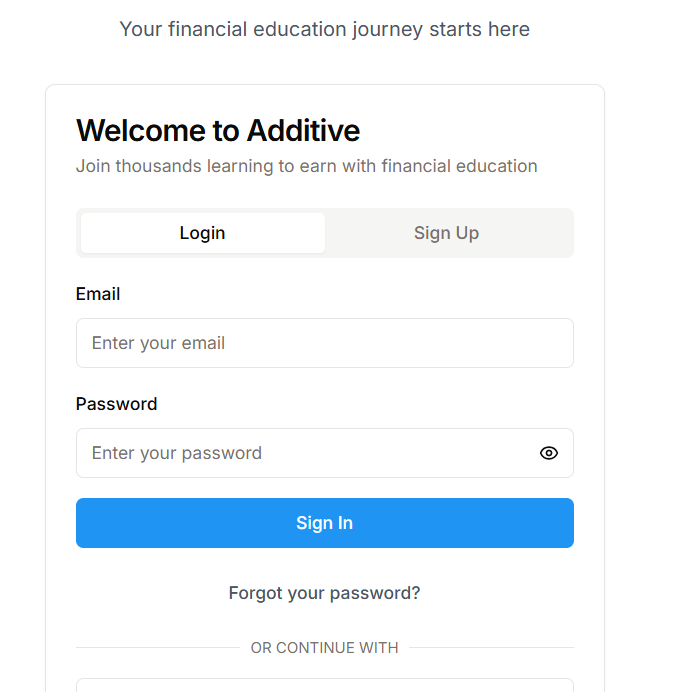 Your financial education journey starts here
Welcome to Additive
Join thousands learning to earn with financial education
Login
Sign Up
Email
Enter your email
Password
Enter your password
Sign In
Forgot your password?
OR CONTINUE WITH